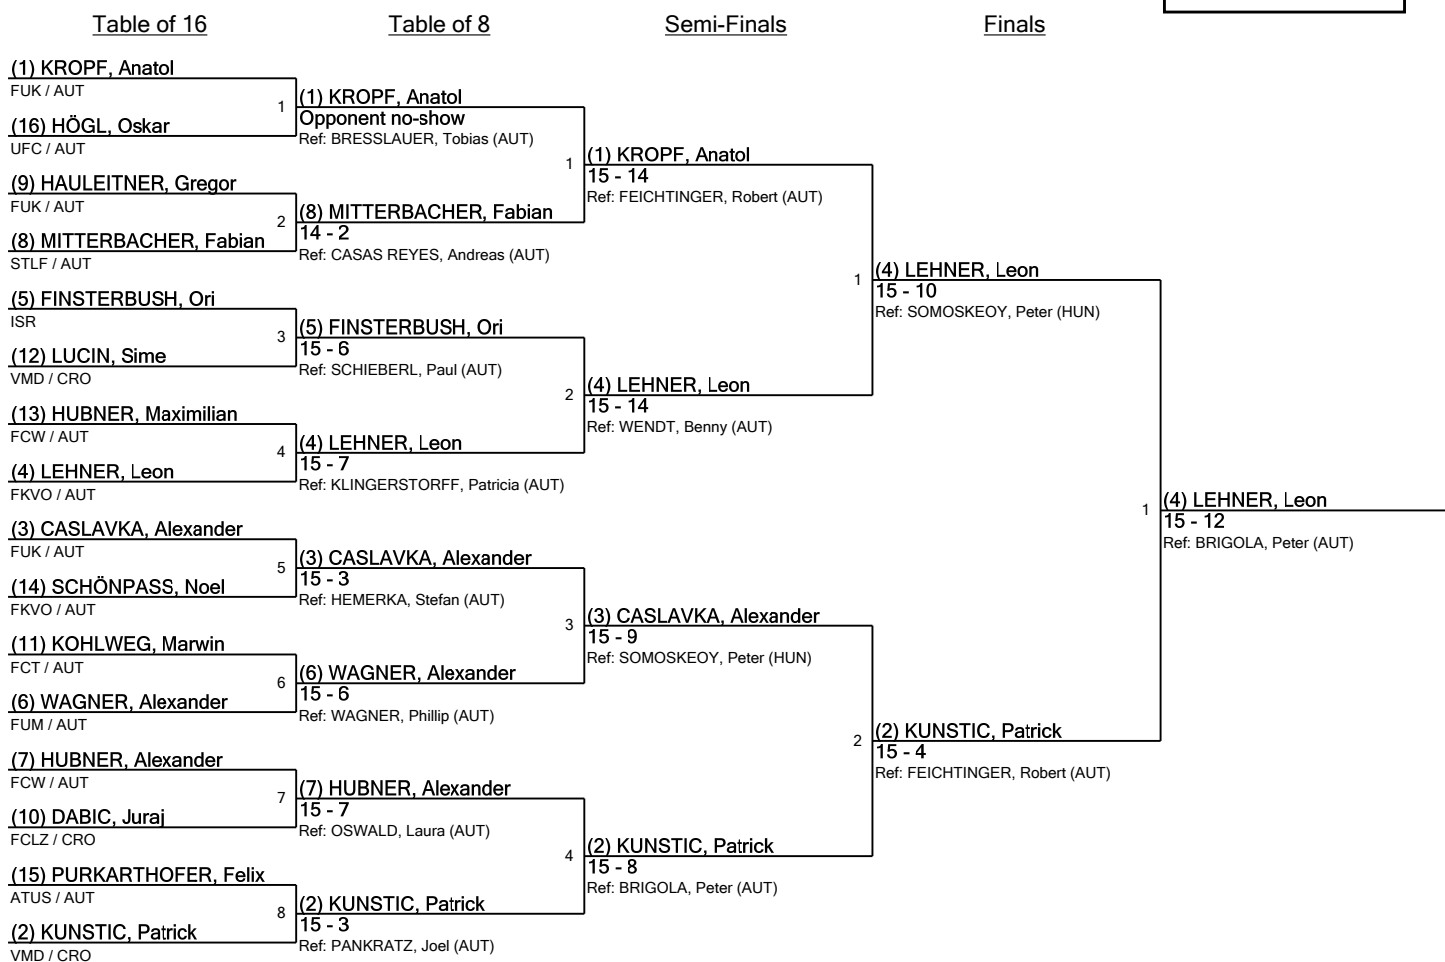 Table of 16
Table of 8
Semi-Finals
Finals
(1) KROPF, Anatol
FUK / AUT
(16) HÖGL, Oskar
UFC / AUT
(9) HAULEITNER, Gregor
FUK / AUT
(8) MITTERBACHER, Fabian
STLF / AUT
(5) FINSTERBUSH, Ori
ISR
(12) LUCIN, Sime
VMD / CRO
(13) HUBNER, Maximilian
FCW / AUT
(4) LEHNER, Leon
FKVO / AUT
(3) CASLAVKA, Alexander
FUK / AUT
(14) SCHÖNPASS, Noel
FKVO / AUT
(11) KOHLWEG, Marwin
FCT / AUT
(6) WAGNER, Alexander
FUM / AUT
(7) HUBNER, Alexander
FCW / AUT
(10) DABIC, Juraj
FCLZ / CRO
(15) PURKARTHOFER, Felix
ATUS / AUT
(2) KUNSTIC, Patrick
VMD / CRO
1
(1) KROPF, Anatol
Opponent no-show
Ref: BRESSLAUER, Tobias (AUT)
2
(8) MITTERBACHER, Fabian
14 - 2
Ref: CASAS REYES, Andreas (AUT)
3
(5) FINSTERBUSH, Ori
15 - 6
Ref: SCHIEBERL, Paul (AUT)
4
(4) LEHNER, Leon
15 - 7
Ref: KLINGERSTORFF, Patricia (AUT)
5
(3) CASLAVKA, Alexander
15 - 3
Ref: HEMERKA, Stefan (AUT)
6
(6) WAGNER, Alexander
15 - 6
Ref: WAGNER, Phillip (AUT)
7
(7) HUBNER, Alexander
15 - 7
Ref: OSWALD, Laura (AUT)
8
(2) KUNSTIC, Patrick
15 - 3
Ref: PANKRATZ, Joel (AUT)
1
(1) KROPF, Anatol
15 - 14
Ref: FEICHTINGER, Robert (AUT)
2
(4) LEHNER, Leon
15 - 14
Ref: WENDT, Benny (AUT)
3
(3) CASLAVKA, Alexander
15 - 9
Ref: SOMOSKEOY, Peter (HUN)
4
(2) KUNSTIC, Patrick
15 - 8
Ref: BRIGOLA, Peter (AUT)
1
(4) LEHNER, Leon
15 - 10
Ref: SOMOSKEOY, Peter (HUN)
2
(2) KUNSTIC, Patrick
15 - 4
Ref: FEICHTINGER, Robert (AUT)
1
(4) LEHNER, Leon
15 - 12
Ref: BRIGOLA, Peter (AUT)